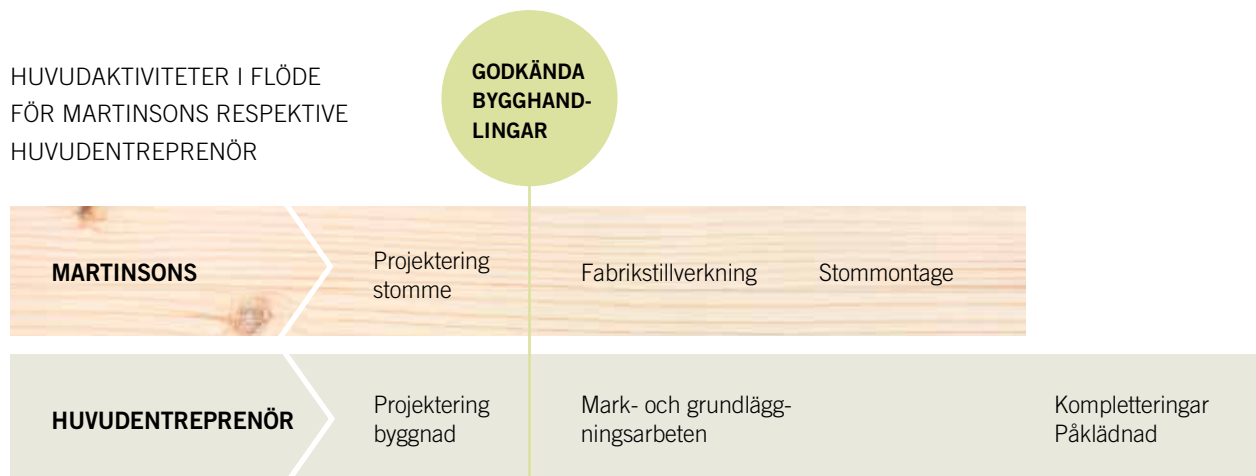 HUVUDAKTIVITETER I FLÖDE
FÖR MARTINSONS RESPEKTIVE
HUVUDENTREPRENÖR
GODKÄNDA
BYGGHAND-
LINGAR
MARTINSONS
Projektering
stomme
Fabrikstillverkning
Stommontage
HUVUDENTREPRENÖR
Projektering
byggnad
Mark- och grundlägg-
ningsarbeten
Kompletteringar
Påklädnad